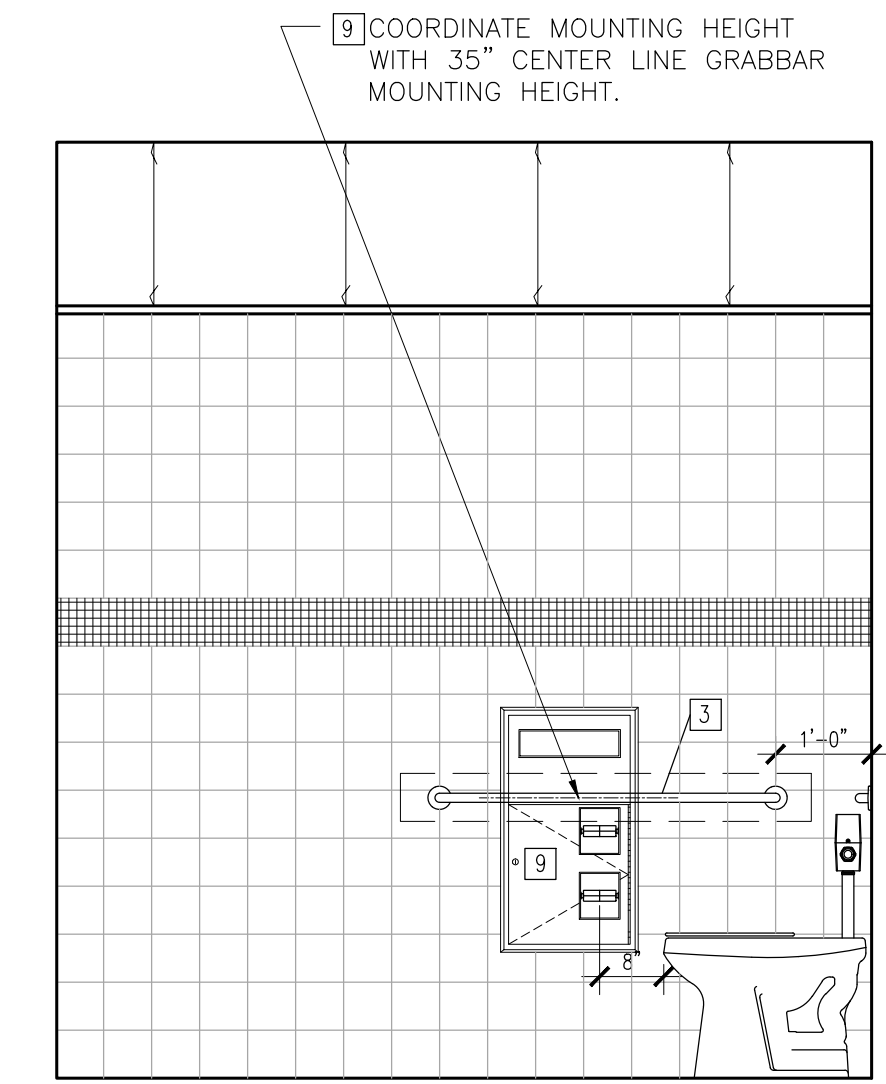 9 COORDINATE MOUNTING HEIGHT
WITH 35” CENTER LINE GRABBAR
MOUNTING HEIGHT.
3
1'-0”
9
8”